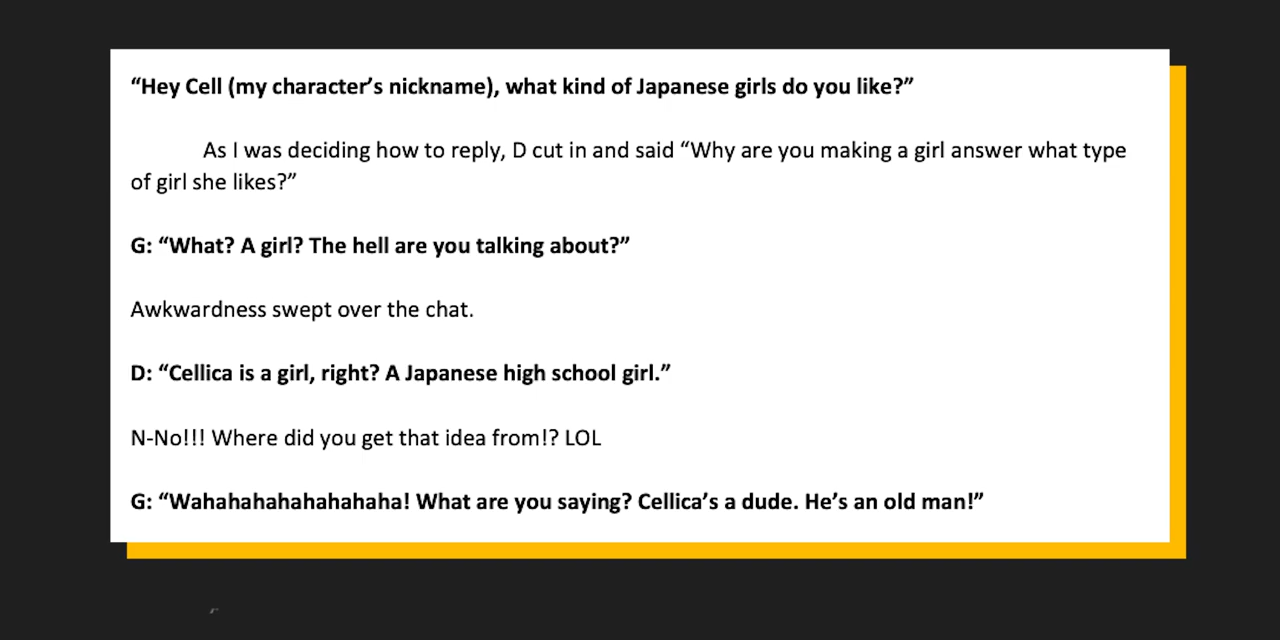 “Hey Cell (my character’s nickname), what kind of Japanese girls do you like?”
As I was deciding how to reply, D cut in and said “Why are you making a girl answer what type
of girl she likes?”
G: “What? A girl? The hell are you talking about?”
Awkwardness swept over the chat.
D: “Cellica is a girl, right? A Japanese high school girl.”
N-No!!! Where did you get that idea from!? LOL
G: “Wahahahahahahahaha! What are you saying? Cellica’s a dude. He’s an old man!”